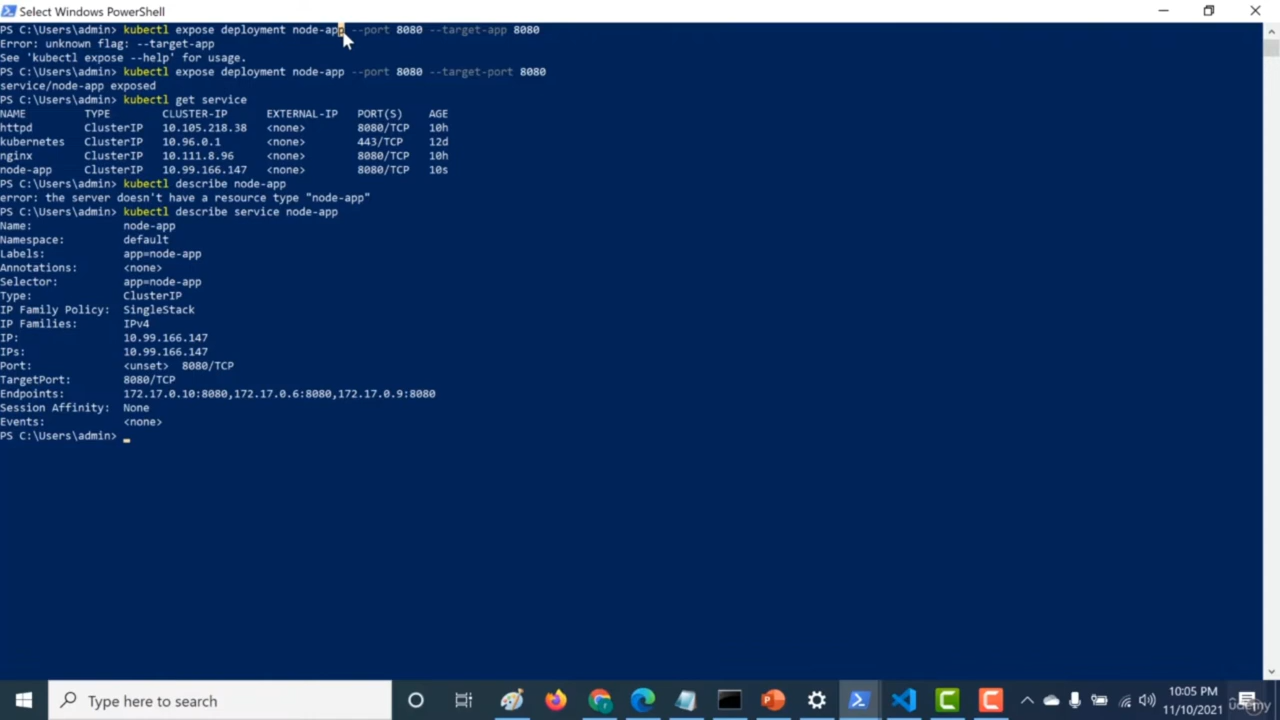 Select Windows PowerShell
PS C:\Users\admin> kubectl expose deployment node-app --port 8080 --target-app 8080
Error: unknown flag: --target-app
See 'kubectl expose --help' for usage.
PS C:\Users\admin> kubectl expose deployment node-app --port 8080 --target-port 8080
service/node-app exposed
PS C:\Users\admin> kubectl get service
NAME TYPE CLUSTER-IP EXTERNAL-IP PORT(S) AGE
httpd ClusterIP 10.105.218.38 <none> 8080/TCP 10h
kubernetes ClusterIP 10.96.0.1 <none> 443/TCP 12d
nginx ClusterIP 10.111.8.96 <none> 8080/TCP 10h
node-app ClusterIP 10.99.166.147 <none> 8080/TCP 10s
PS C:\Users\admin> kubectl describe node-app
error: the server doesn't have a resource type "node-app"
PS C:\Users\admin> kubectl describe service node-app
Name: node-app
Namespace: default
Labels: app=node-app
Annotations: <none>
Selector: app=node-app
Type: ClusterIP
IP Family Policy: SingleStack
IP Families: IPv4
IP: 10.99.166.147
IPs: 10.99.166.147
Port: <unset> 8080/TCP
TargetPort: 8080/TCP
Endpoints: 172.17.0.10:8080,172.17.0.6:8080,172.17.0.9:8080
Session Affinity: None
Events: <none>
PS C:\Users\admin>
Type here to search
10:05 PM
11/10/2021
udemy